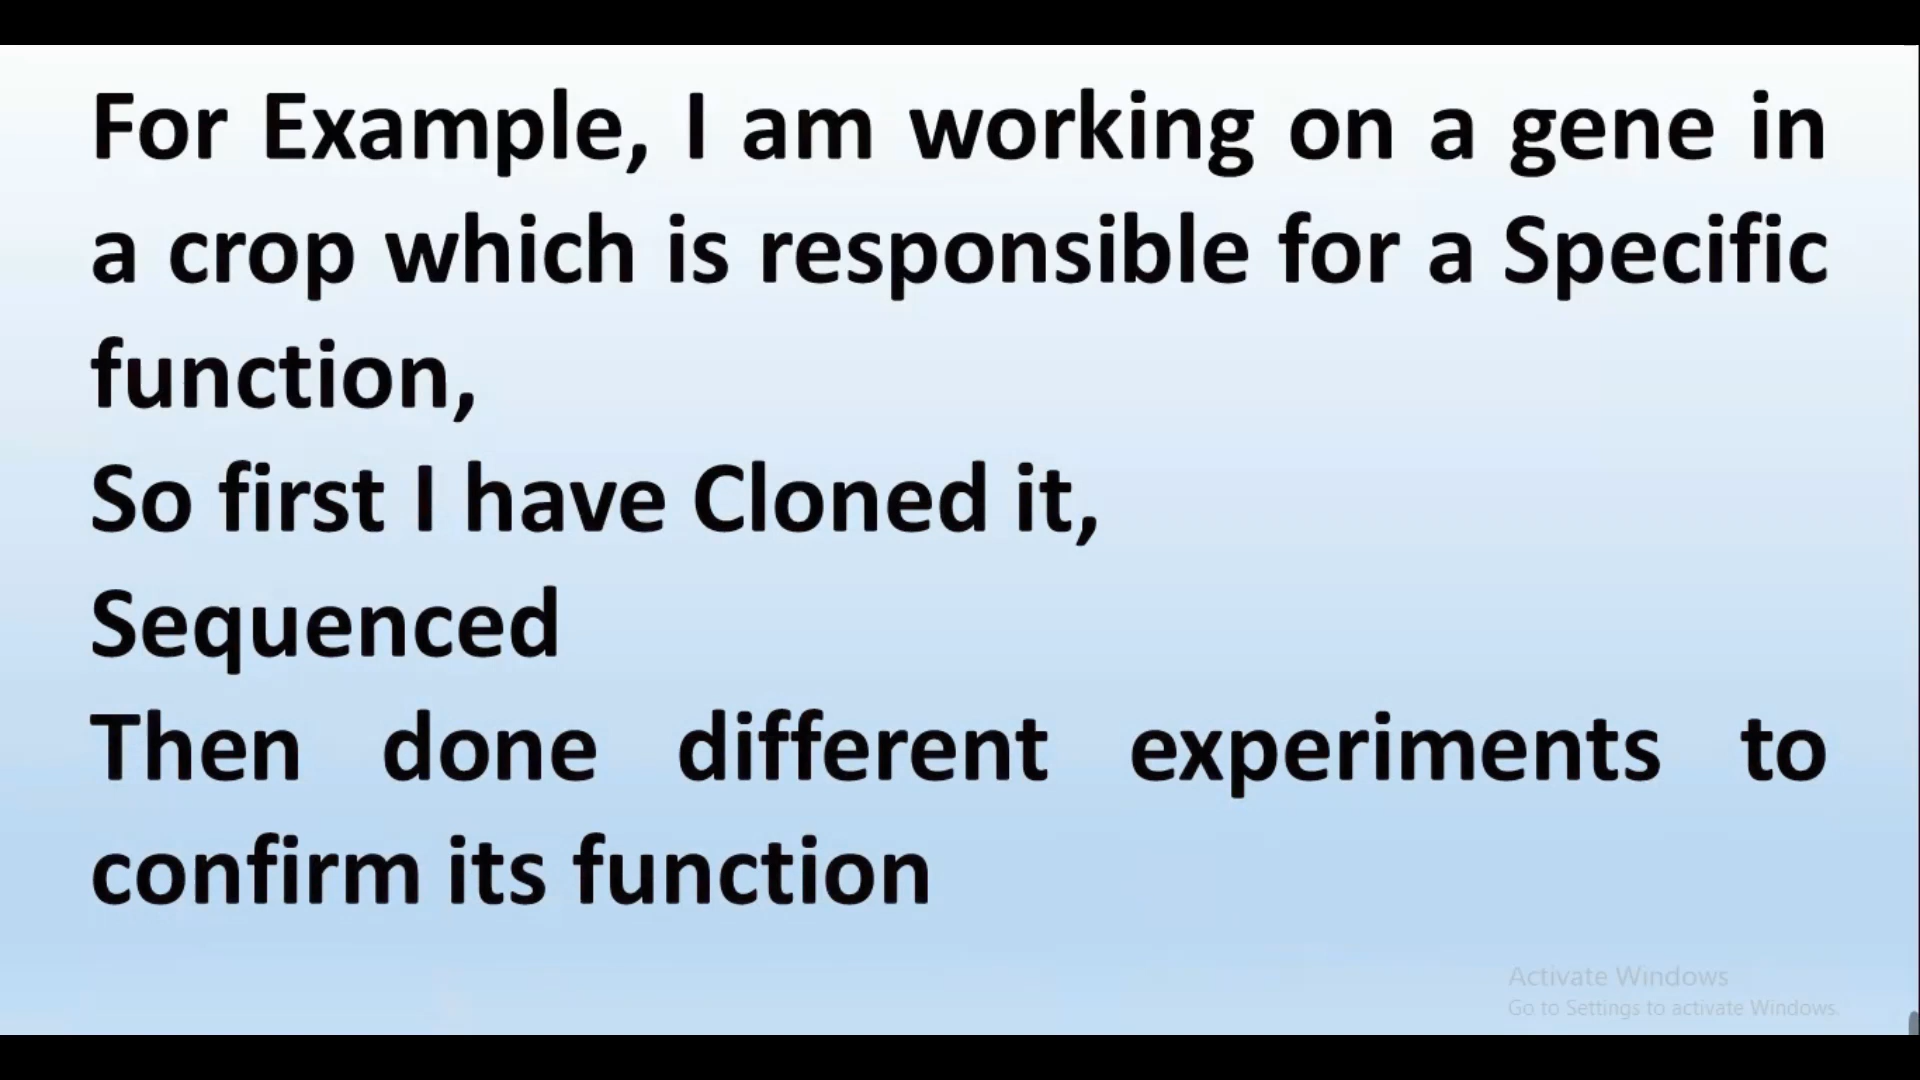 For Example, I am working on a gene in
a crop which is responsible for a Specific
function,
So first I have Cloned it,
Sequenced
Then done different experiments to
confirm its function
Activate Windows
Go to Settings to activate Windows.